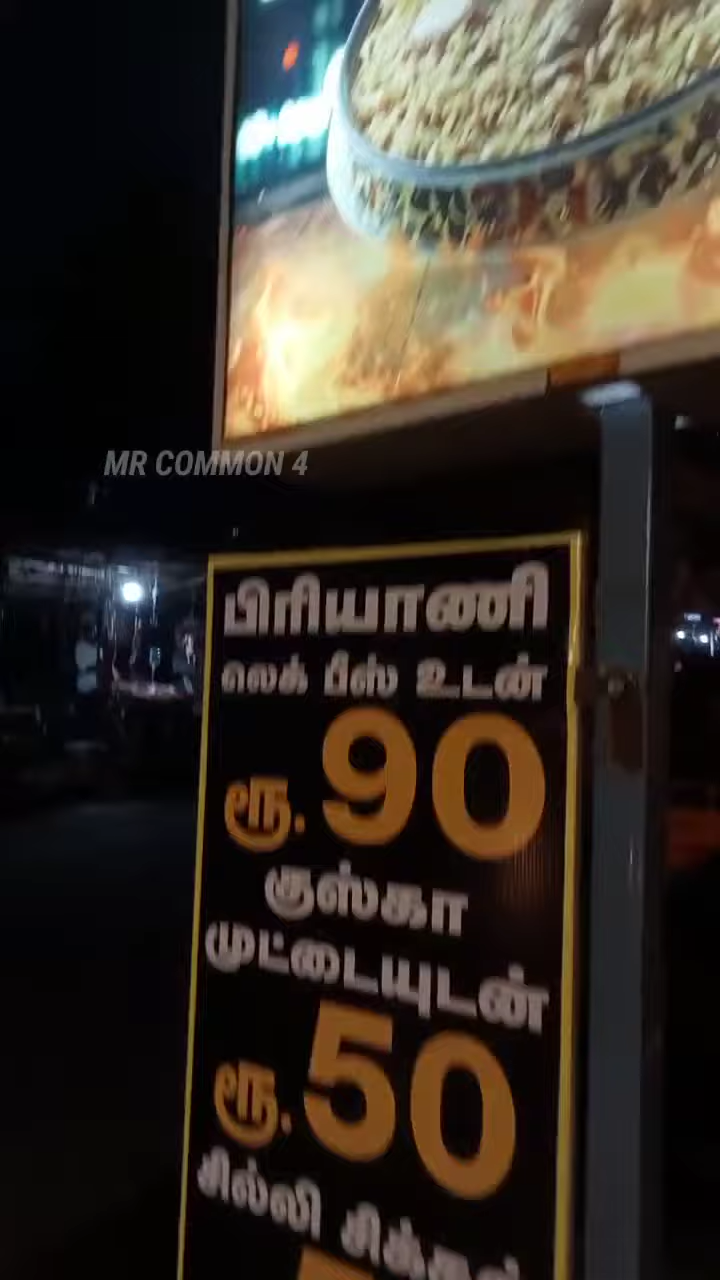 MR COMMON 4
பிரியாணி
லெக் பீஸ் உடன்
ரூ.90
குஸ்கா
முட்டையுடன்
ரூ.50
சில்லி சிக்கன்